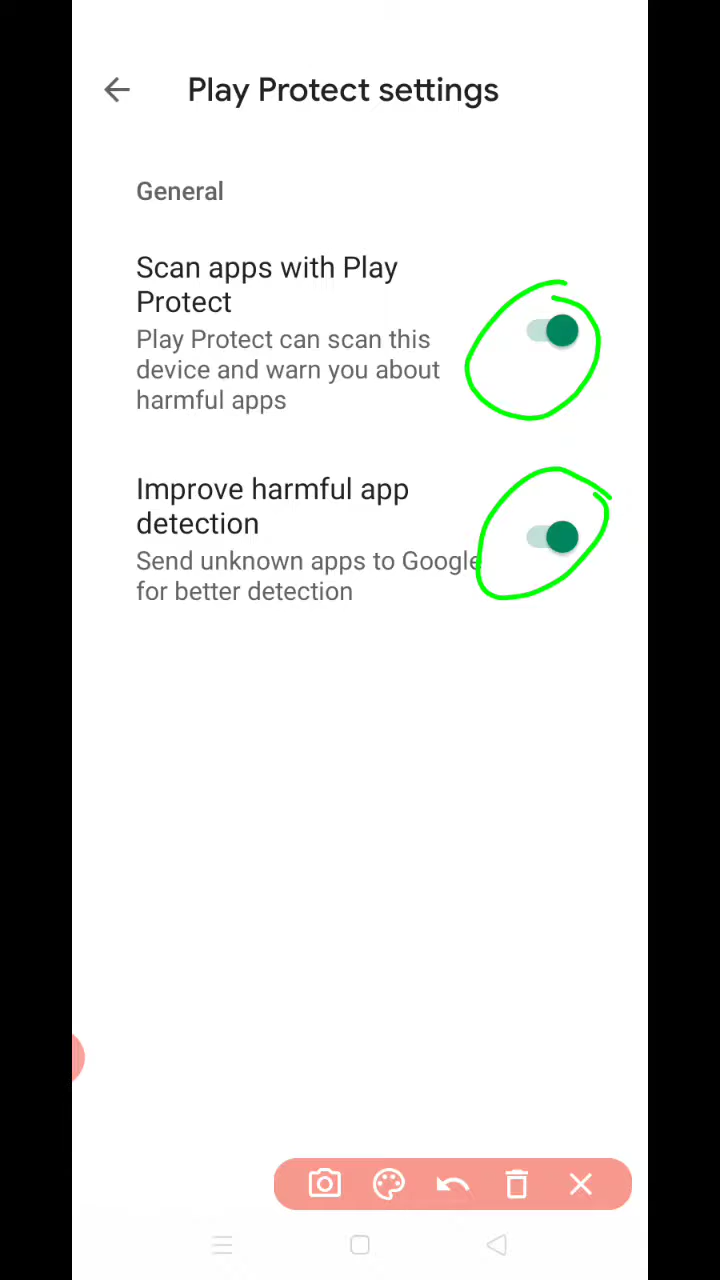 Play Protect settings
General
Scan apps with Play
Protect
Play Protect can scan this
device and warn you about
harmful apps
Improve harmful app
detection
Send unknown apps to Google
for better detection